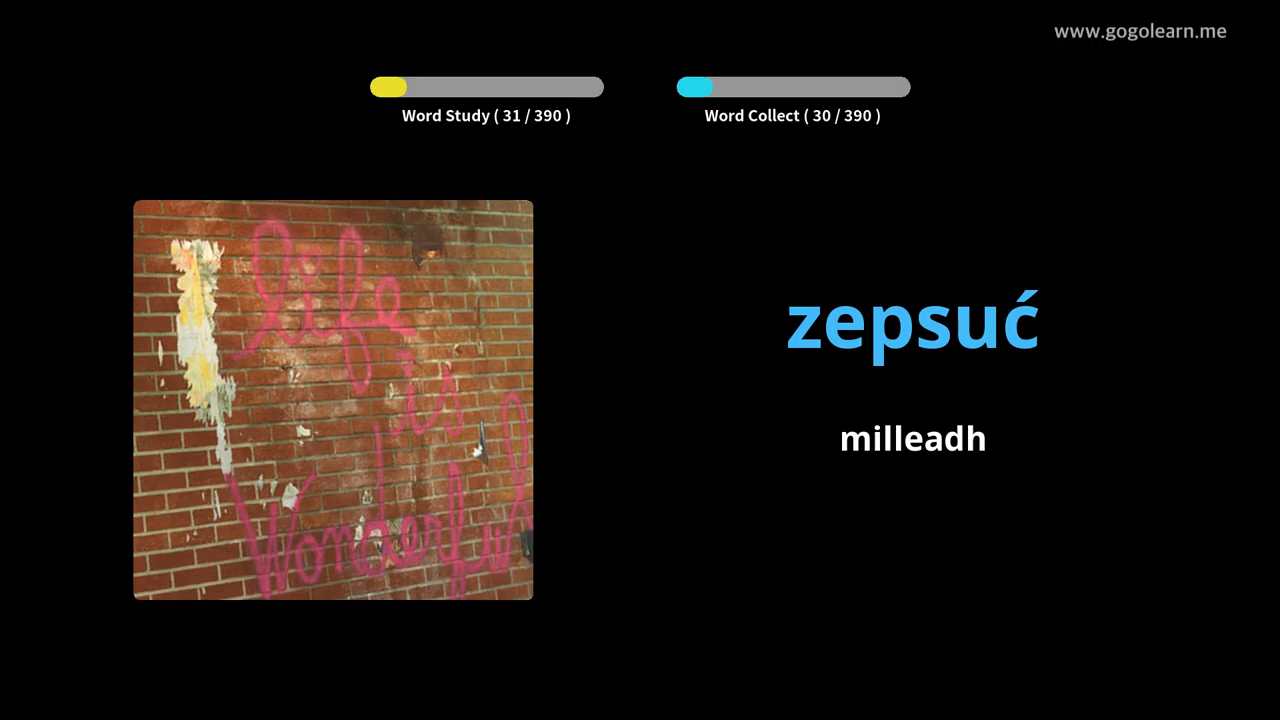 www.gogolearn.me
Word Study ( 31 / 390 )
Word Collect ( 30 / 390 )
life
is
Wonderful
zepsuć
milleadh